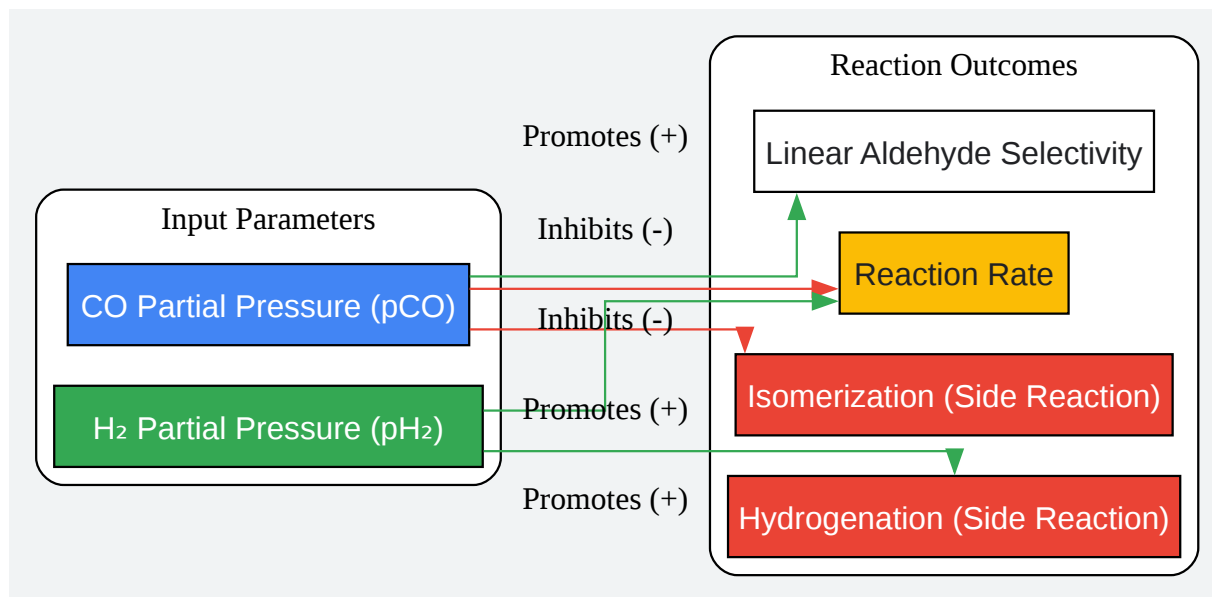 Input Parameters
CO Partial Pressure (pCO)
H₂ Partial Pressure (pH₂)
Promotes (+)
Inhibits (-)
Inhibits (-)
Promotes (+)
Promotes (+)
Reaction Outcomes
Linear Aldehyde Selectivity
Reaction Rate
Isomerization (Side Reaction)
Hydrogenation (Side Reaction)